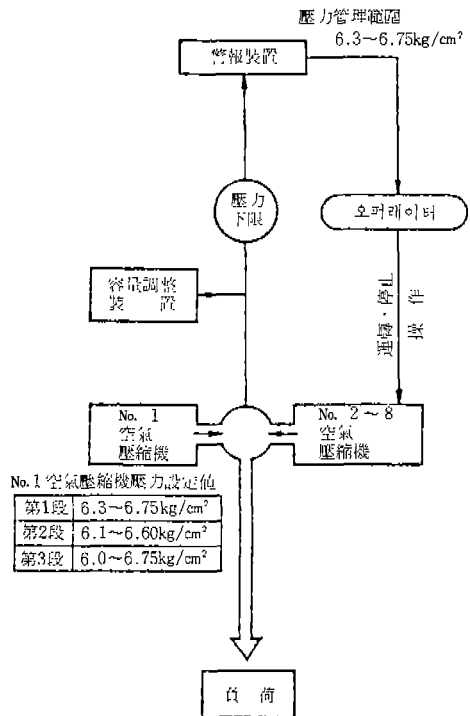 壓力管理範圍
6.3～6.75kg/cm²
警報裝置
壓力
下限
오퍼레이터
容量調整
裝 置
運轉·停止
操作
No. 1
空氣
壓縮機
No. 2～8
空氣
壓縮機
No.1 空氣壓縮機壓力設定値
第1段 6.3～6.75kg/cm²
第2段 6.1～6.60kg/cm²
第3段 6.0～6.75kg/cm²
負 荷